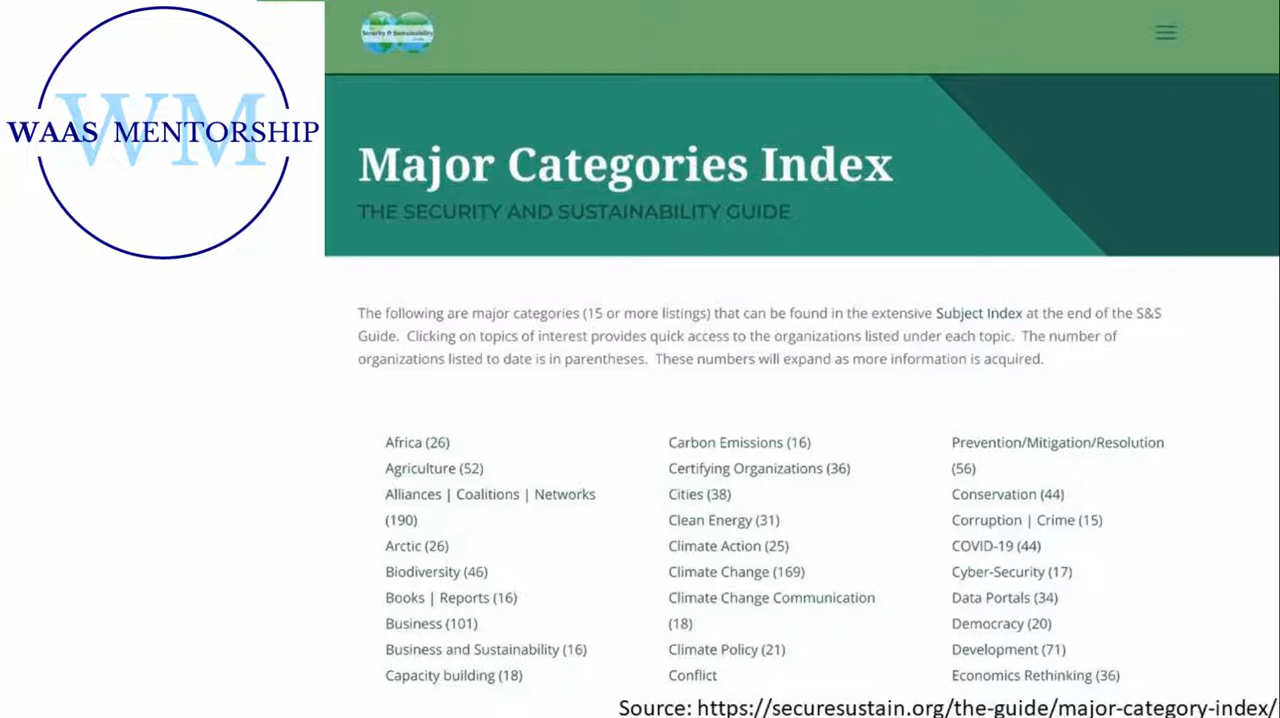 WM
WAAS MENTORSHIP
Security & Sustainability
Major Categories Index
THE SECURITY AND SUSTAINABILITY GUIDE
The following are major categories (15 or more listings) that can be found in the extensive Subject Index at the end of the S&S
Guide. Clicking on topics of interest provides quick access to the organizations listed under each topic. The number of
organizations listed to date is in parentheses. These numbers will expand as more information is acquired.
Africa (26)
Agriculture (52)
Alliances | Coalitions | Networks
(190)
Arctic (26)
Biodiversity (46)
Books | Reports (16)
Business (101)
Business and Sustainability (16)
Capacity building (18)
Carbon Emissions (16)
Certifying Organizations (36)
Cities (38)
Clean Energy (31)
Climate Action (25)
Climate Change (169)
Climate Change Communication
(18)
Climate Policy (21)
Conflict
Prevention/Mitigation/Resolution
(56)
Conservation (44)
Corruption | Crime (15)
COVID-19 (44)
Cyber-Security (17)
Data Portals (34)
Democracy (20)
Development (71)
Economics Rethinking (36)
Source: https://securesustain.org/the-guide/major-category-index/